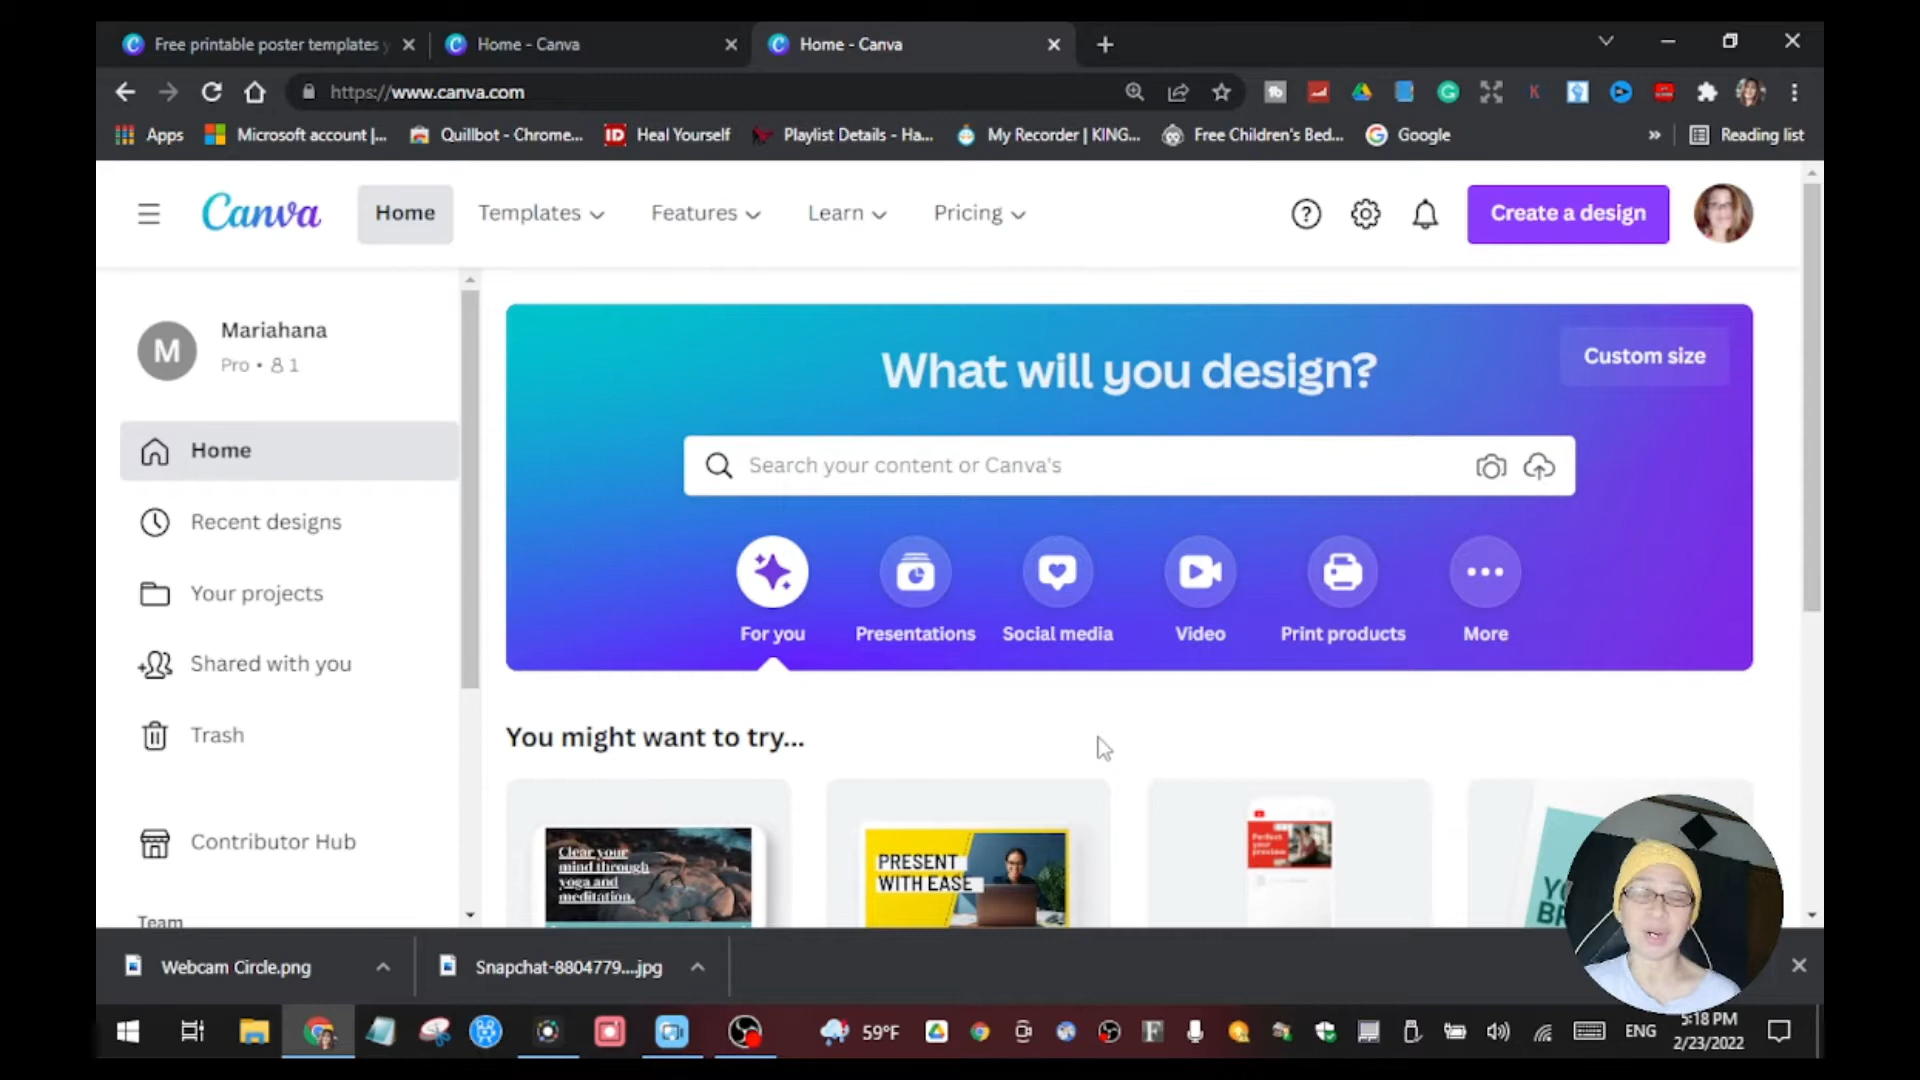 Free printable poster templates y
Home - Canva
Home - Canva
https://www.canva.com
Apps
Microsoft account |...
Quillbot - Chrome...
ID
Heal Yourself
Playlist Details - Ha...
My Recorder | KING...
Free Children's Bed...
Google
»
Reading list
Canva
Home
Templates
Features
Learn
Pricing
Create a design
M
Mariahana
Pro • 1
What will you design?
Custom size
Search your content or Canva's
Home
Recent designs
Your projects
Shared with you
Trash
Contributor Hub
Team
For you
Presentations
Social media
Video
Print products
More
You might want to try...
Clear your
mind through
yoga and
meditation.
PRESENT
WITH EASE
Perfect
your
YO
BR
Webcam Circle.png
Snapchat-8804779....jpg
59°F
ENG
5:18 PM
2/23/2022